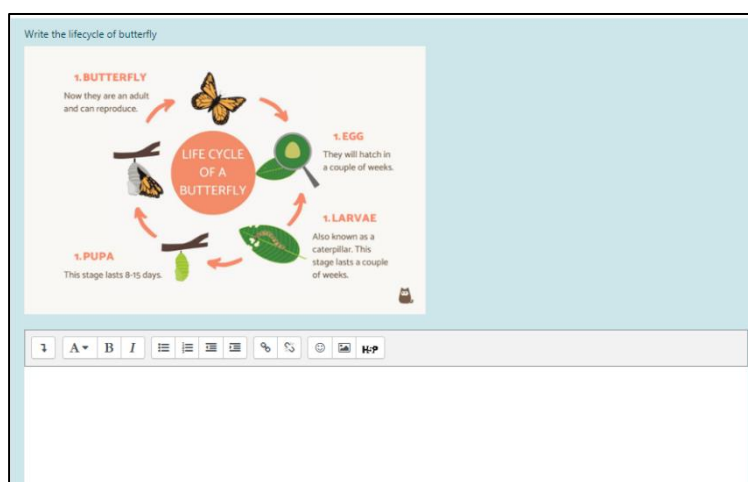 Write the lifecycle of butterfly
1.BUTTERFLY
Now they are an adult
and can reproduce.
1.EGG
They will hatch in
a couple of weeks.
LIFE CYCLE
OF A
BUTTERFLY
1.LARVAE
Also known as a
caterpillar. This
stage lasts a couple
of weeks.
1.PUPA
This stage lasts 8-15 days.
A B I H-P